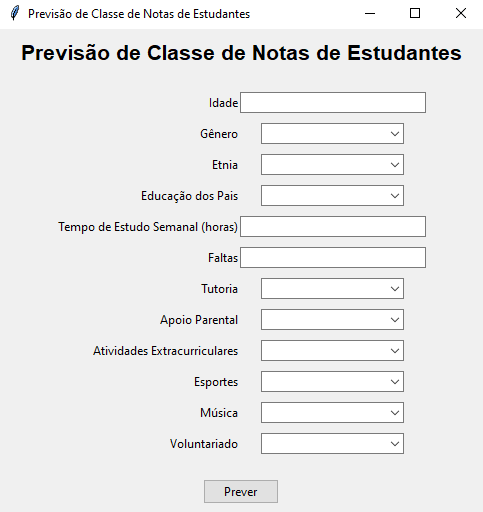 Previsão de Classe de Notas de Estudantes
Previsão de Classe de Notas de Estudantes
Idade
Gênero
Etnia
Educação dos Pais
Tempo de Estudo Semanal (horas)
Faltas
Tutoria
Apoio Parental
Atividades Extracurriculares
Esportes
Música
Voluntariado
Prever